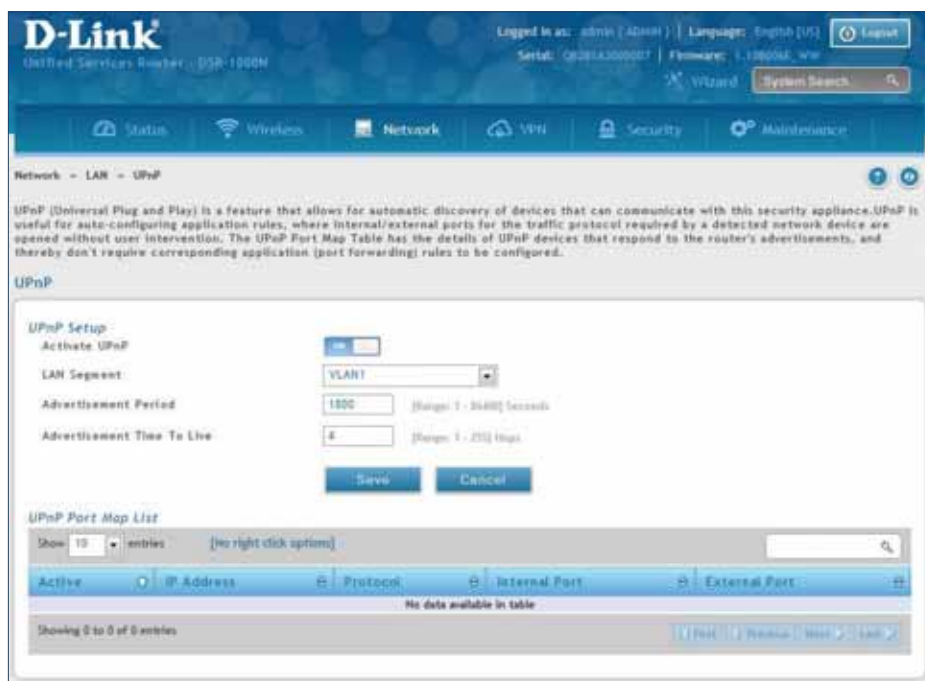 D-Link
Logged in as: admin ( ADMIN ) | Language: English [US]
Logout
Unified Services Router - DSR-1000N
Serial: | Firmware:
Wizard
System Search
Status
Wireless
Network
VPN
Security
Maintenance
Network » LAN » UPnP
UPnP (Universal Plug and Play) is a feature that allows for automatic discovery of devices that can communicate with this security appliance.UPnP is
useful for auto-configuring application rules, where internal/external ports for the traffic protocol required by a detected network device are
opened without user intervention. The UPnP Port Map Table has the details of UPnP devices that respond to the router's advertisements, and
thereby don't require corresponding application (port forwarding) rules to be configured.
UPnP
UPnP Setup
Activate UPnP
ON
LAN Segment
VLAN1
Advertisement Period
1800
[Range: 1 - 86400] Seconds
Advertisement Time To Live
4
[Range: 1 - 255] Hops
Save
Cancel
UPnP Port Map List
Show 10 entries
[No right click options]
Active
IP Address
Protocol
Internal Port
External Port
No data available in table
Showing 0 to 0 of 0 entries
First
Previous
Next
Last